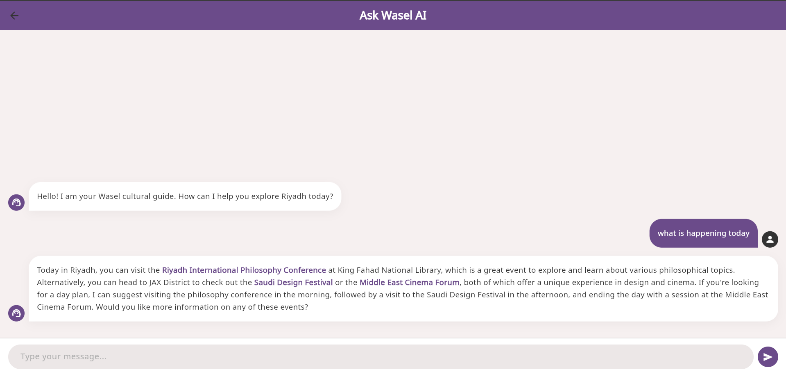 Ask Wasel AI
Hello! I am your Wasel cultural guide. How can I help you explore Riyadh today?
what is happening today
Today in Riyadh, you can visit the Riyadh International Philosophy Conference at King Fahad National Library, which is a great event to explore and learn about various philosophical topics.
Alternatively, you can head to JAX District to check out the Saudi Design Festival or the Middle East Cinema Forum, both of which offer a unique experience in design and cinema. If you're looking
for a day plan, I can suggest visiting the philosophy conference in the morning, followed by a visit to the Saudi Design Festival in the afternoon, and ending the day with a session at the Middle East
Cinema Forum. Would you like more information on any of these events?
Type your message...